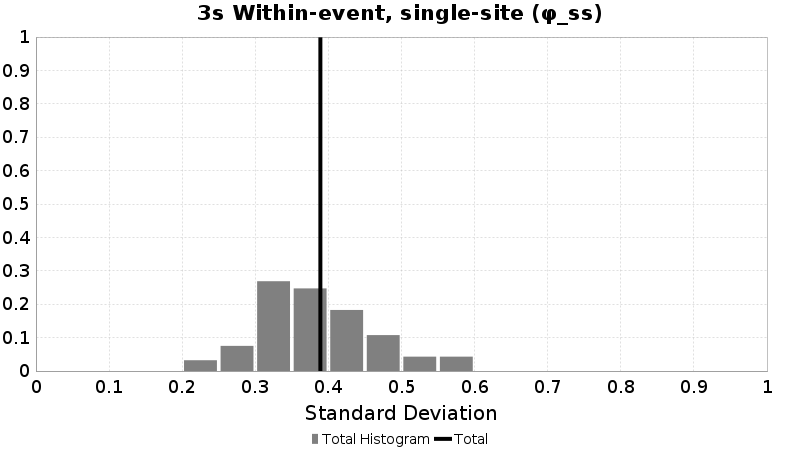 3s Within-event, single-site (φ_ss)
1
0.9
0.8
0.7
0.6
0.5
0.4
0.3
0.2
0.1
0
0 0.1 0.2 0.3 0.4 0.5 0.6 0.7 0.8 0.9 1
Standard Deviation
Total Histogram Total